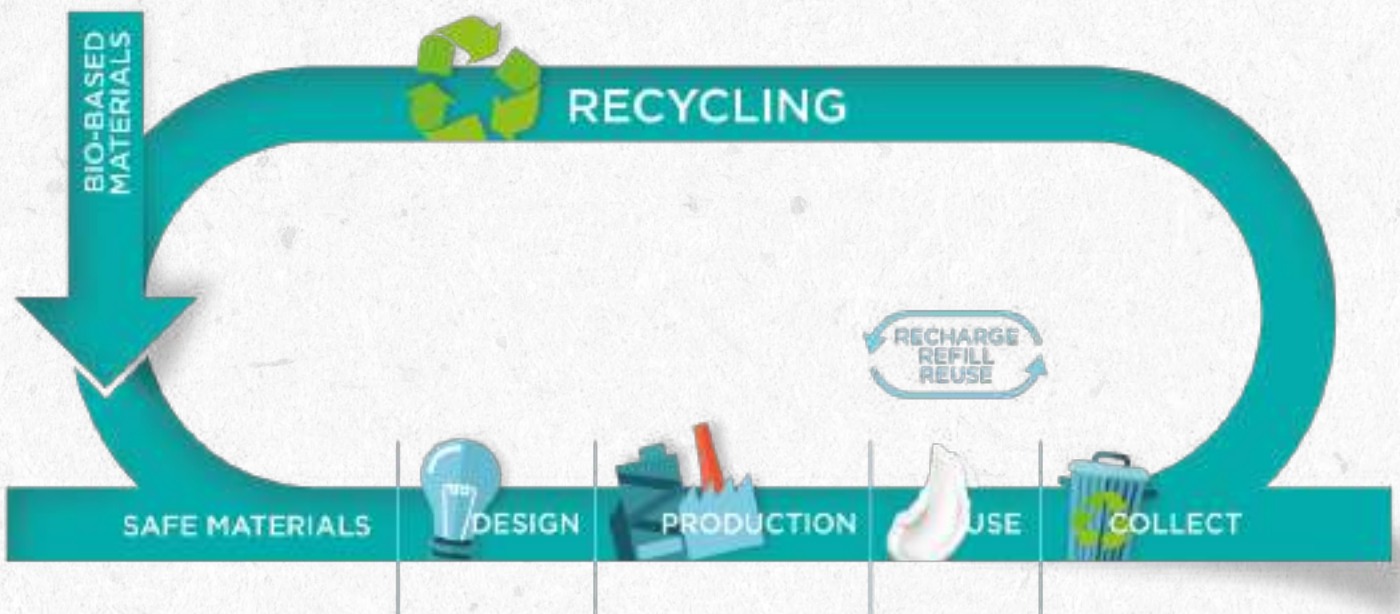 BIO-BASED
MATERIALS
RECYCLING
RECHARGE
REFILL
REUSE
SAFE MATERIALS
DESIGN
PRODUCTION
USE
COLLECT